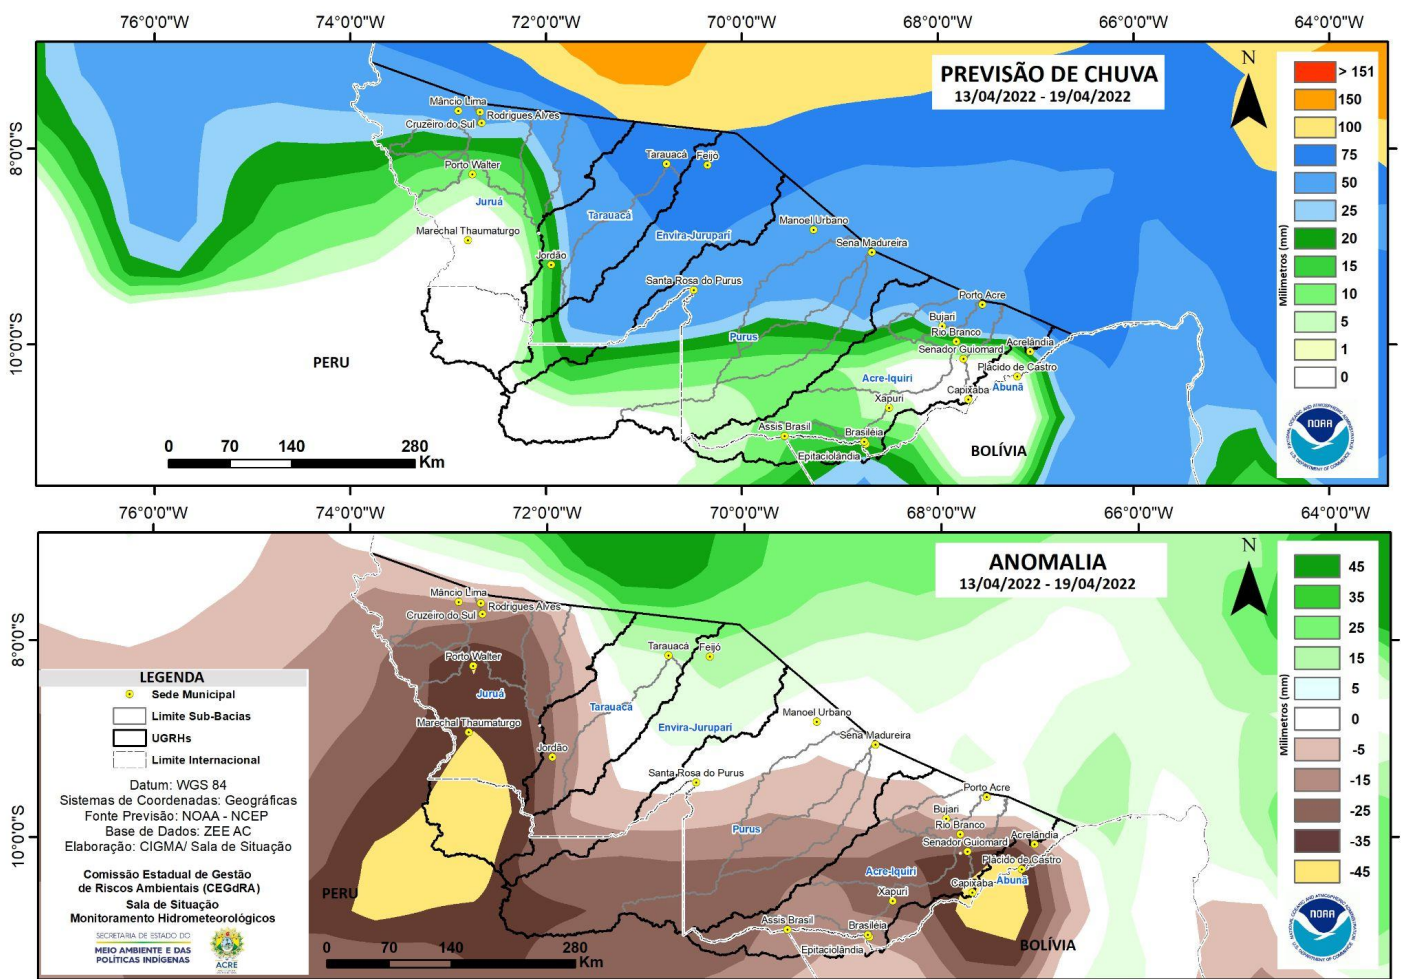 76°0'0"W 74°0'0"W 72°0'0"W 70°0'0"W 68°0'0"W 66°0'0"W 64°0'0"W
PREVISÃO DE CHUVA
13/04/2022 - 19/04/2022
N
> 151
150
100
75
50
25
20
15
10
5
1
0
Milímetros (mm)
8°0'0"S
10°0'0"S
Mâncio Lima
Rodrigues Alves
Cruzeiro do Sul
Porto Walter
Juruá
Marechal Thaumaturgo
Jordão
Tarauacá
Feijó
Tarauacá
Envira-Jurupari
Manoel Urbano
Sena Madureira
Santa Rosa do Purus
Purus
Porto Acre
Bujari
Rio Branco
Senador Guiomard
Acrelândia
Plácido de Castro
Acre-Iquiri
Abunã
Capixaba
Xapuri
Assis Brasil
Brasiléia
Epitaciolândia
PERU
BOLÍVIA
0 70 140 280
Km
NOAA
76°0'0"W 74°0'0"W 72°0'0"W 70°0'0"W 68°0'0"W 66°0'0"W 64°0'0"W
ANOMALIA
13/04/2022 - 19/04/2022
N
45
35
25
15
5
0
-5
-15
-25
-35
-45
Milímetros (mm)
8°0'0"S
10°0'0"S
Mâncio Lima
Rodrigues Alves
Cruzeiro do Sul
Porto Walter
Juruá
Marechal Thaumaturgo
Jordão
Tarauacá
Feijó
Tarauacá
Envira-Jurupari
Manoel Urbano
Sena Madureira
Santa Rosa do Purus
Purus
Porto Acre
Bujari
Rio Branco
Senador Guiomard
Acrelândia
Plácido de Castro
Acre-Iquiri
Abunã
Capixaba
Xapuri
Assis Brasil
Brasiléia
Epitaciolândia
PERU
BOLÍVIA
0 70 140 280
Km
LEGENDA
Sede Municipal
Limite Sub-Bacias
UGRHs
Limite Internacional
Datum: WGS 84
Sistemas de Coordenadas: Geográficas
Fonte Previsão: NOAA - NCEP
Base de Dados: ZEE AC
Elaboração: CIGMA/ Sala de Situação
Comissão Estadual de Gestão
de Riscos Ambientais (CEGdRA)
Sala de Situação
Monitoramento Hidrometeorológicos
SECRETARIA DE ESTADO DO
MEIO AMBIENTE E DAS
POLÍTICAS INDÍGENAS
ACRE
NOAA